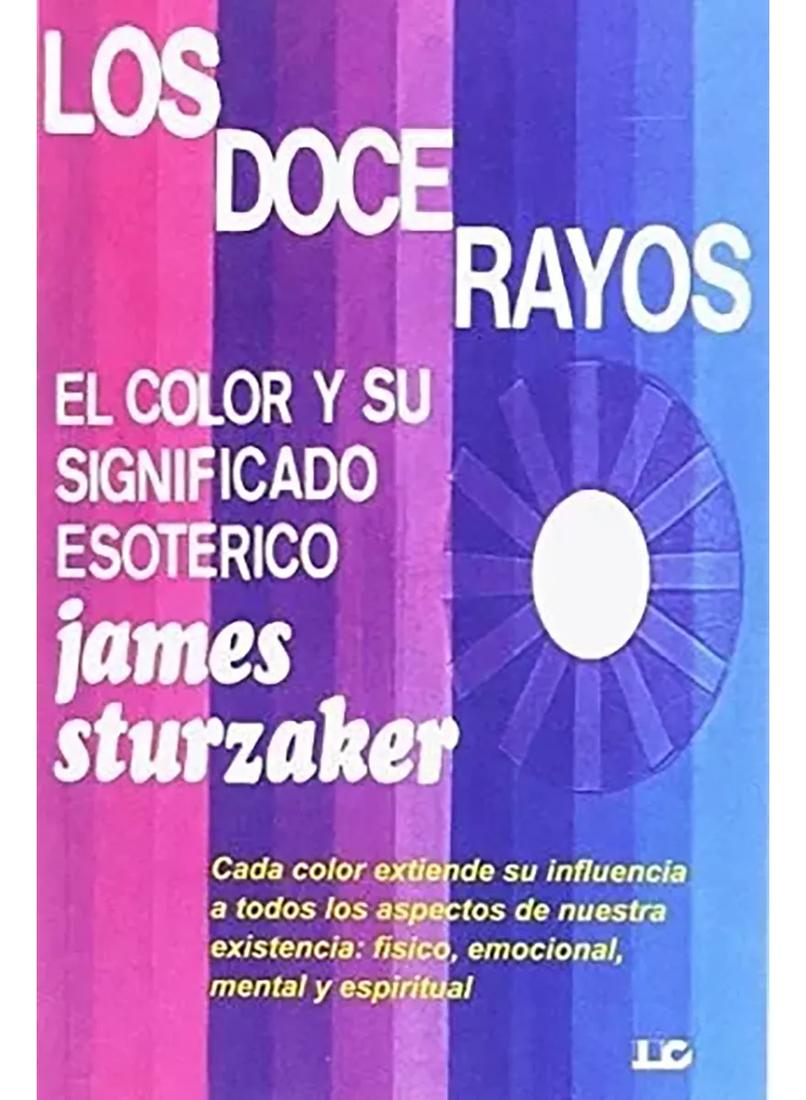 LOS
DOCE
RAYOS
EL COLOR Y SU
SIGNIFICADO
ESOTERICO
james
sturzaker
Cada color extiende su influencia
a todos los aspectos de nuestra
existencia: físico, emocional,
mental y espiritual